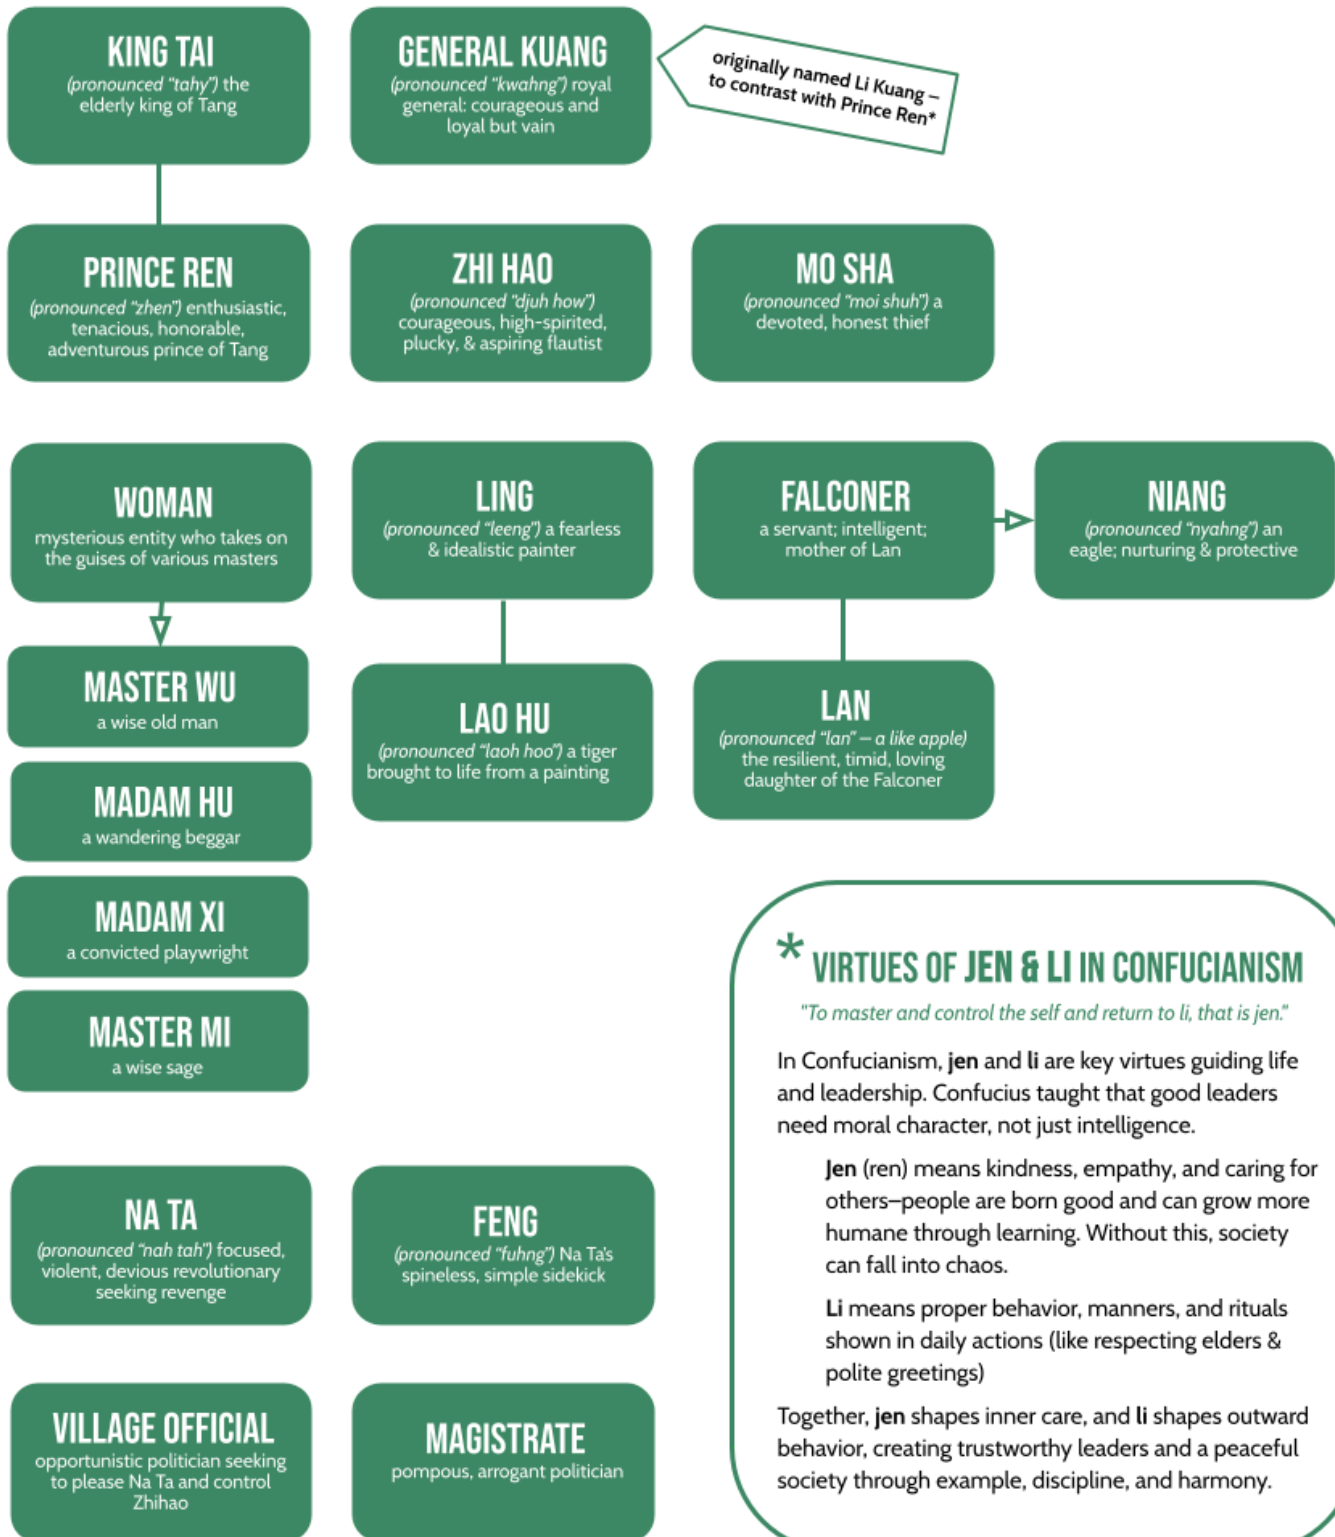 KING TAI
(pronounced “tahy”) the
elderly king of Tang
GENERAL KUANG
(pronounced “kwahng”) royal
general: courageous and
loyal but vain
originally named Li Kuang –
to contrast with Prince Ren*
PRINCE REN
(pronounced “zhen”) enthusiastic,
tenacious, honorable,
adventurous prince of Tang
ZHI HAO
(pronounced “djuh how”)
courageous, high-spirited,
plucky, & aspiring flautist
MO SHA
(pronounced “moi shuh”) a
devoted, honest thief
WOMAN
mysterious entity who takes on
the guises of various masters
LING
(pronounced “leeng”) a fearless
& idealistic painter
FALCONER
a servant; intelligent;
mother of Lan
NIANG
(pronounced “nyahng”) an
eagle; nurturing & protective
MASTER WU
a wise old man
MADAM HU
a wandering beggar
MADAM XI
a convicted playwright
MASTER MI
a wise sage
LAO HU
(pronounced “laoh hoo”) a tiger
brought to life from a painting
LAN
(pronounced “lan” – a like apple)
the resilient, timid, loving
daughter of the Falconer
NA TA
(pronounced “nah tah”) focused,
violent, devious revolutionary
seeking revenge
FENG
(pronounced “fuhng”) Na Ta's
spineless, simple sidekick
VILLAGE OFFICIAL
opportunistic politician seeking
to please Na Ta and control
Zhihao
MAGISTRATE
pompous, arrogant politician
* VIRTUES OF JEN & LI IN CONFUCIANISM
"To master and control the self and return to li, that is jen."
In Confucianism, jen and li are key virtues guiding life
and leadership. Confucius taught that good leaders
need moral character, not just intelligence.
Jen (ren) means kindness, empathy, and caring for
others–people are born good and can grow more
humane through learning. Without this, society
can fall into chaos.
Li means proper behavior, manners, and rituals
shown in daily actions (like respecting elders &
polite greetings)
Together, jen shapes inner care, and li shapes outward
behavior, creating trustworthy leaders and a peaceful
society through example, discipline, and harmony.